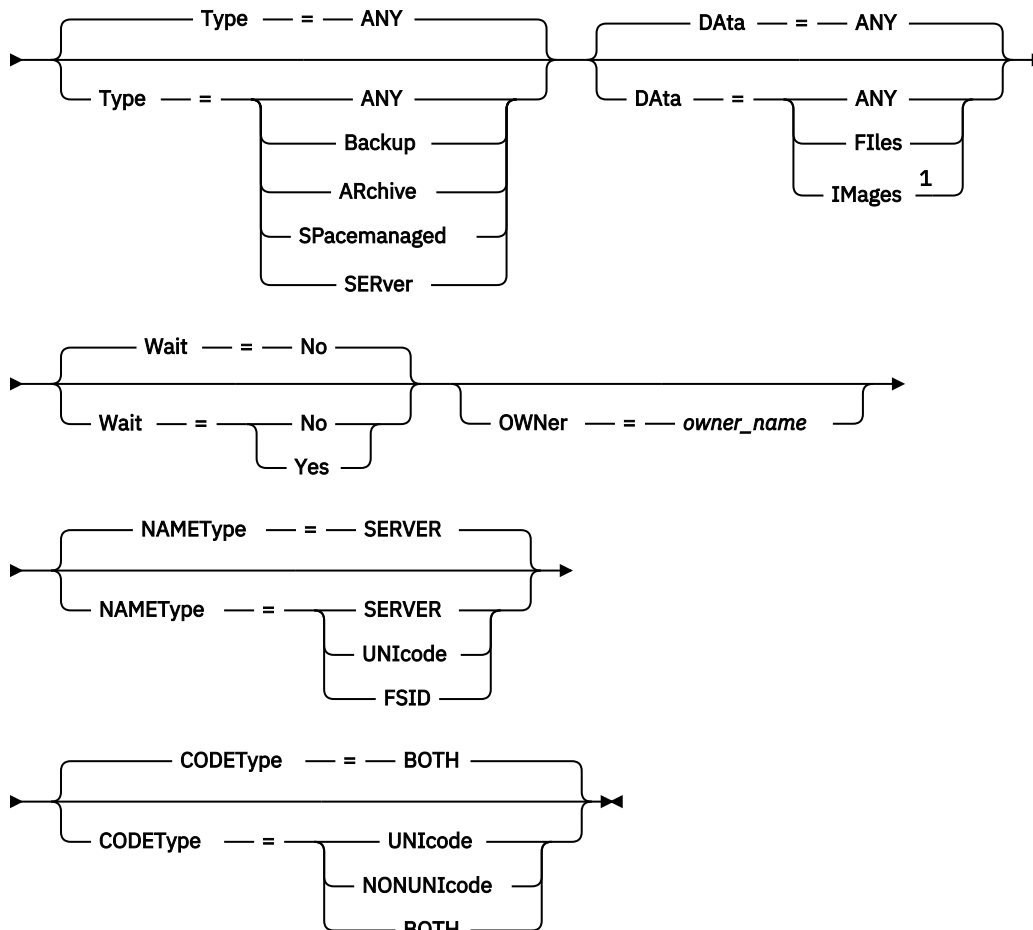 Type = ANY DAta = ANY
Type = ANY DAta = ANY
Backup FIles
ARchive IMages 1
SPacemanaged
SERver
Wait = No
Wait = No OWNer = owner_name
Yes
NAMEType = SERVER
NAMEType = SERVER
UNIcode
FSID
CODEType = BOTH
CODEType = UNIcode
NONUNIcode
BOTH